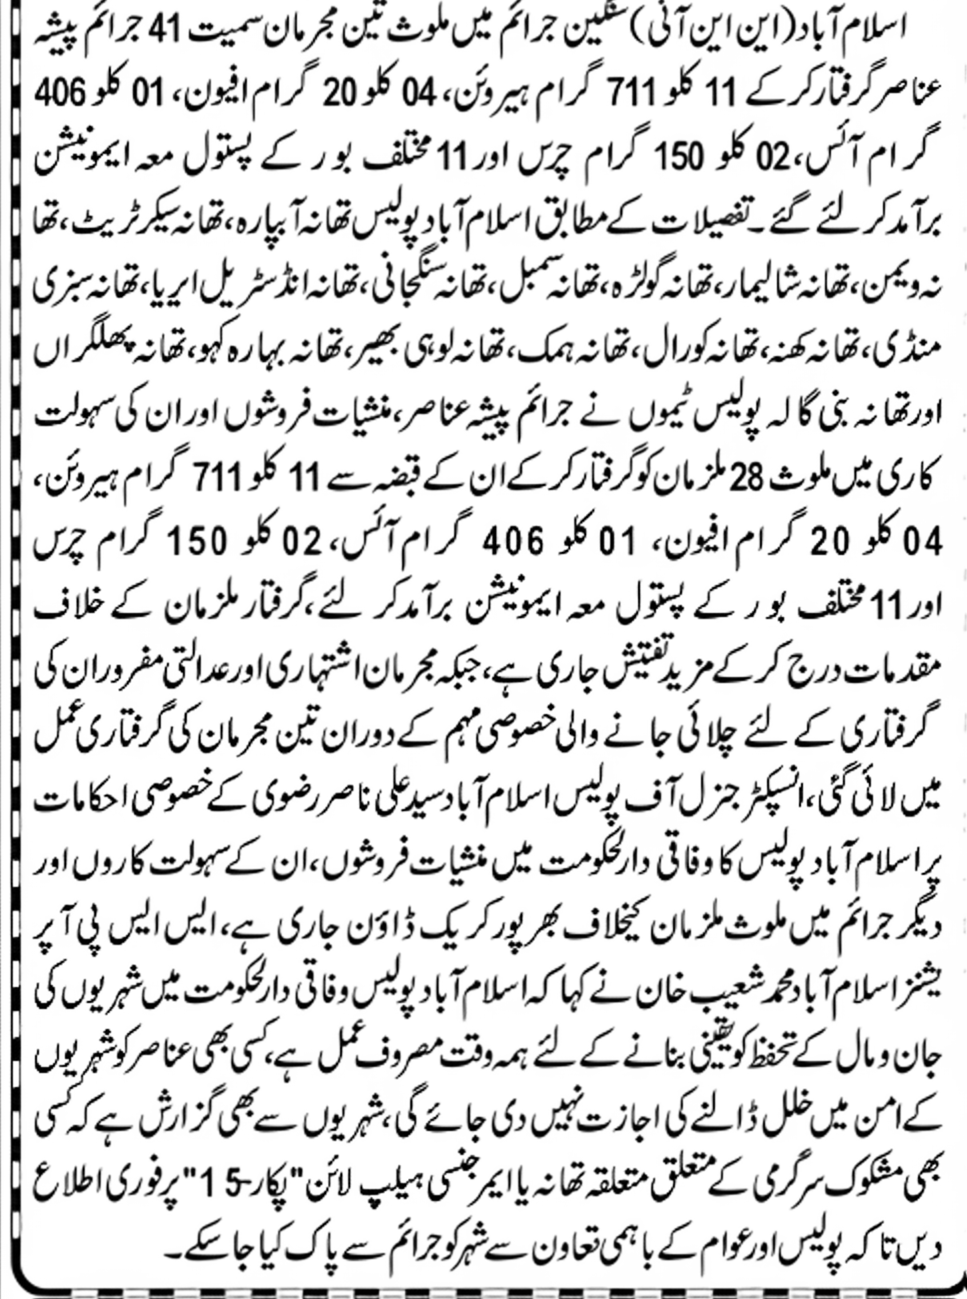 اسلام آباد(این این آئی)سنگین جرائم میں ملوث تین مجرمان سمیت 41 جرائم پیشہ
عناصر گرفتار کر کے 11 کلو 711 گرام ہیروئن، 04 کلو 20 گرام افیون، 01 کلو 406
گرام آئس، 02 کلو 150 گرام چرس اور 11 مختلف بور کے پستول معہ ایمونیشن
برآمد کر لئے گئے۔تفصیلات کے مطابق اسلام آباد پولیس تھانہ آبپارہ، تھانہ سیکرٹریٹ، تھا
نہ ویمن، تھانہ شالیمار، تھانہ گولڑہ، تھانہ سمبل، تھانہ سنگجانی، تھانہ انڈسٹریل ایریا، تھانہ سبزی
منڈی، تھانہ کھنہ، تھانہ کورال، تھانہ ہمک، تھانہ لوہی بھیر، تھانہ بہارہ کہو، تھانہ پھلگراں
اور تھانہ بنی گالہ پولیس ٹیموں نے جرائم پیشہ عناصر، منشیات فروشوں اور ان کی سہولت
کاری میں ملوث 28 ملزمان کو گرفتار کر کے ان کے قبضہ سے 11 کلو 711 گرام ہیروئن،
04 کلو 20 گرام افیون، 01 کلو 406 گرام آئس، 02 کلو 150 گرام چرس
اور 11 مختلف بور کے پستول معہ ایمونیشن برآمد کر لئے، گرفتار ملزمان کے خلاف
مقدمات درج کر کے مزید تفتیش جاری ہے، جبکہ مجرمان اشتہاری اور عدالتی مفروران کی
گرفتاری کے لئے چلائی جانے والی خصوصی مہم کے دوران تین مجرمان کی گرفتاری عمل
میں لائی گئی، انسپکٹر جنرل آف پولیس اسلام آباد سید علی ناصر رضوی کے خصوصی احکامات
پر اسلام آباد پولیس کا وفاقی دارلحکومت میں منشیات فروشوں، ان کے سہولت کاروں اور
دیگر جرائم میں ملوث ملزمان کیخلاف بھرپور کریک ڈاؤن جاری ہے، ایس ایس پی آپر
یشنز اسلام آباد محمد شعیب خان نے کہا کہ اسلام آباد پولیس وفاقی دارلحکومت میں شہریوں کی
جان و مال کے تحفظ کو یقینی بنانے کے لئے ہمہ وقت مصروف عمل ہے، کسی بھی عناصر کو شہریوں
کے امن میں خلل ڈالنے کی اجازت نہیں دی جائے گی، شہریوں سے بھی گزارش ہے کہ کسی
بھی مشکوک سرگرمی کے متعلق متعلقہ تھانہ یا ایمرجنسی ہیلپ لائن "پکار-15" پر فوری اطلاع
دیں تا کہ پولیس اور عوام کے باہمی تعاون سے شہر کو جرائم سے پاک کیا جا سکے۔